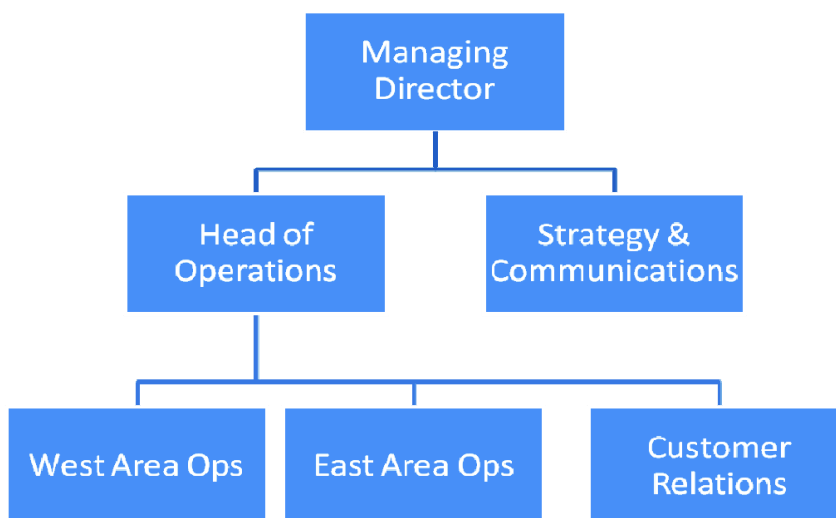 Managing
Director
Head of
Operations
Strategy &
Communications
West Area Ops
East Area Ops
Customer
Relations